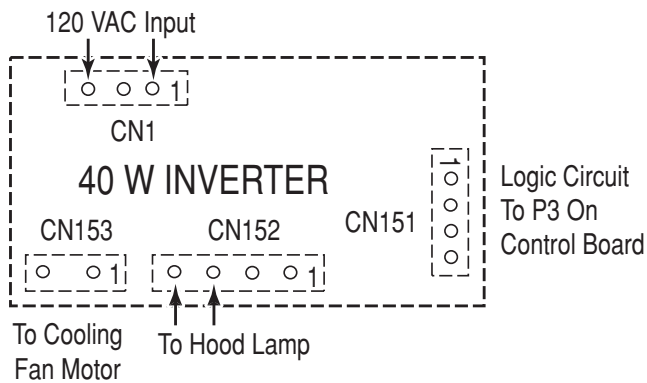 120 VAC Input
1
CN1
40 W INVERTER
1
CN151
Logic Circuit
To P3 On
Control Board
CN153
CN152
1
1
To Cooling
Fan Motor
To Hood Lamp